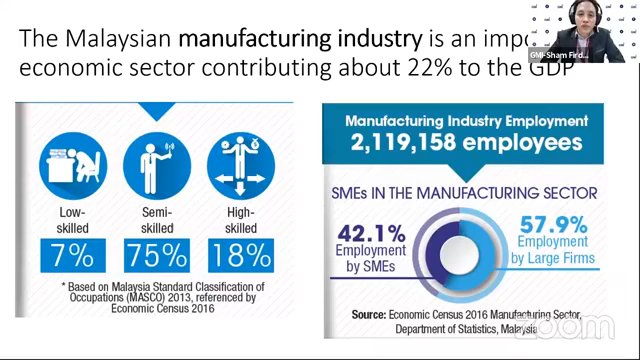 The Malaysian manufacturing industry is an impo
economic sector contributing about 22% to the GDP
GMI- Sham Fird
Low-
skilled
7%
Semi-
skilled
75%
High-
skilled
18%
* Based on Malaysia Standard Classification
of Occupations (MASCO) 2013, referenced by
Economic Census 2016
Manufacturing Industry Employment
2,119,158 employees
SMEs IN THE MANUFACTURING SECTOR
42.1%
Employment
by SMEs
57.9%
Employment
by Large Firms
Source: Economic Census 2016 Manufacturing Sector,
Department of Statistics, Malaysia
zoom